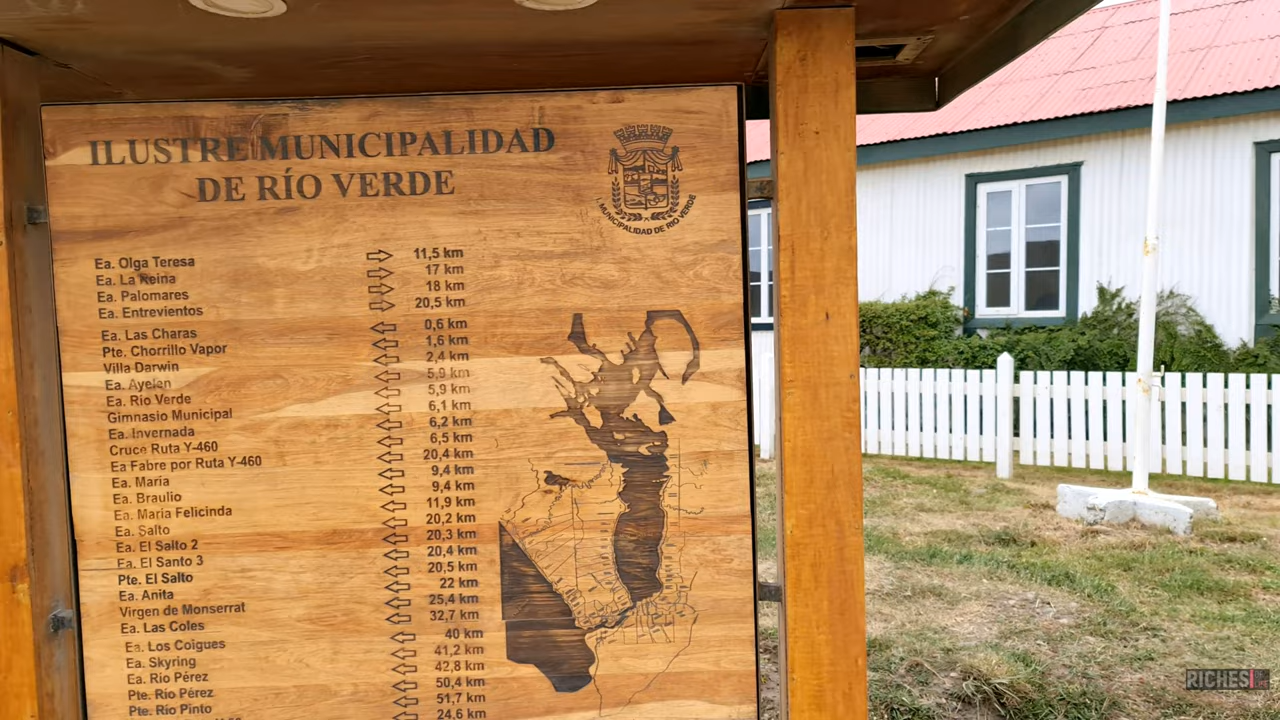 ILUSTRE MUNICIPALIDAD
DE RÍO VERDE
I. MUNICIPALIDAD DE RIO VERDE
Ea. Olga Teresa ⇨ 11,5 km
Ea. La Reina ⇨ 17 km
Ea. Palomares ⇨ 18 km
Ea. Entrevientos ⇨ 20,5 km
Ea. Las Charas ⇧ 0,6 km
Pte. Chorrillo Vapor ⇧ 1,6 km
Villa Darwin ⇧ 2,4 km
Ea. Ayelen ⇧ 5,9 km
Ea. Río Verde ⇧ 5,9 km
Gimnasio Municipal ⇧ 6,1 km
Ea. Invernada ⇧ 6,2 km
Cruce Ruta Y-460 ⇧ 6,5 km
Ea Fabre por Ruta Y-460 ⇧ 20,4 km
Ea. María ⇧ 9,4 km
Ea. Braulio ⇧ 9,4 km
Ea. María Felicinda ⇧ 11,9 km
Ea. Salto ⇧ 20,2 km
Ea. El Salto 2 ⇧ 20,3 km
Ea. El Santo 3 ⇧ 20,4 km
Pte. El Salto ⇧ 20,5 km
Ea. Anita ⇧ 22 km
Virgen de Monserrat ⇧ 25,4 km
Ea. Las Coles ⇧ 32,7 km
Ea. Los Coigues ⇧ 40 km
Ea. Skyring ⇧ 41,2 km
Ea. Río Pérez ⇧ 42,8 km
Pte. Río Pérez ⇧ 50,4 km
Pte. Río Pinto ⇧ 51,7 km
24,6 km
RICHES